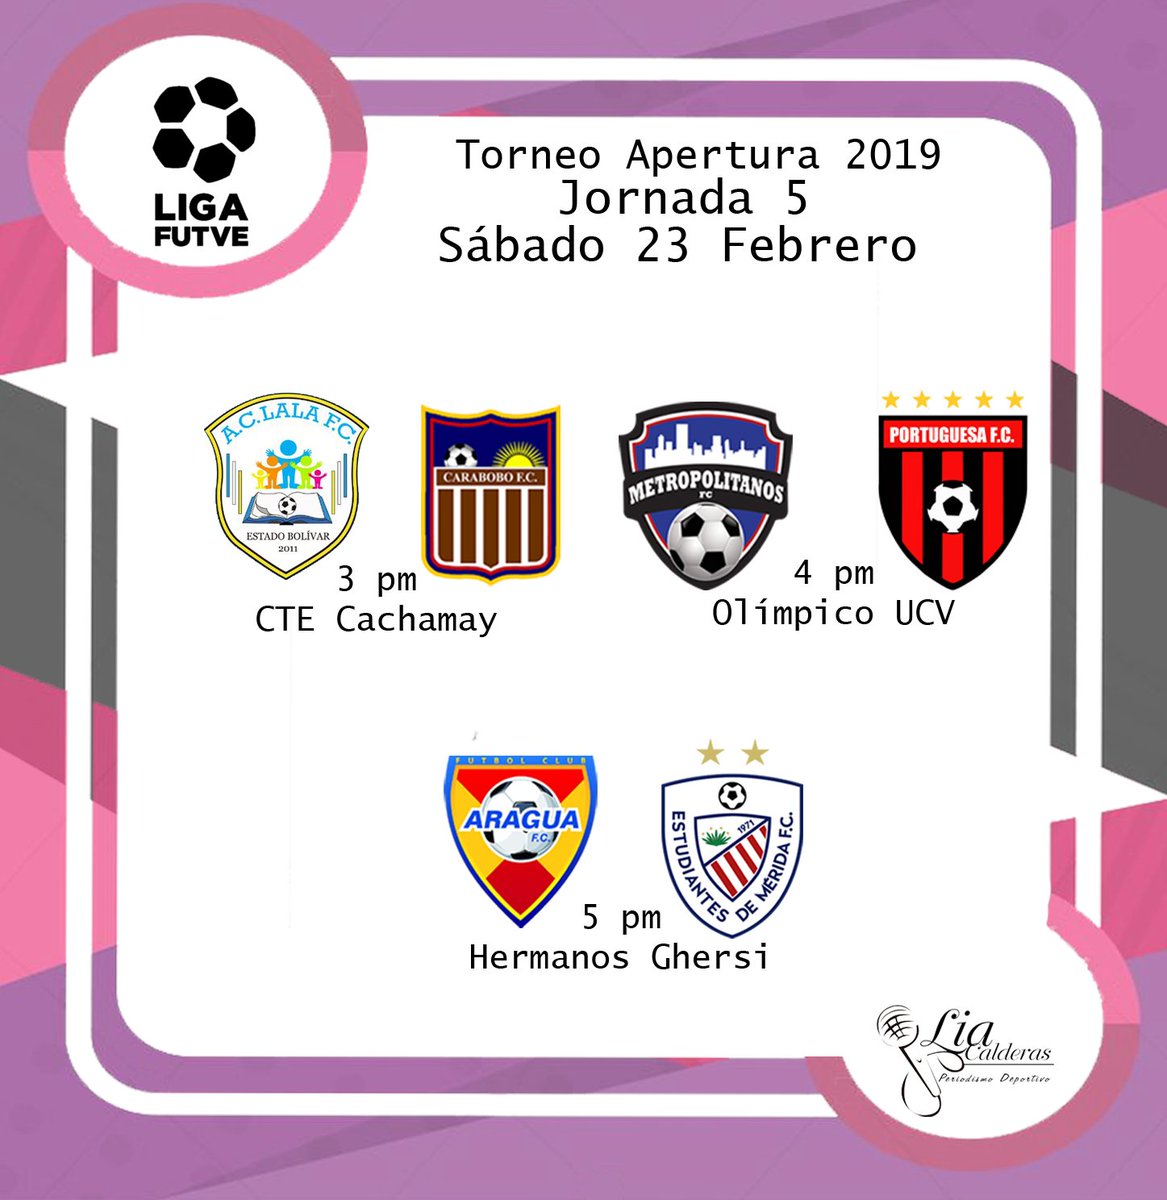 LIGA
FUTVE
Torneo Apertura 2019
Jornada 5
Sábado 23 Febrero
A.C.LALA F.C.
ESTADO BOLÍVAR
2011
CARABOBO F.C.
3 pm
CTE Cachamay
METROPOLITANOS
FC
PORTUGUESA F.C.
4 pm
Olímpico UCV
FUTBOL CLUB
ARAGUA
F.C.
1971
ESTUDIANTES DE MÉRIDA F.C.
5 pm
Hermanos Ghersi
Lia
Calderas
Periodismo Deportivo